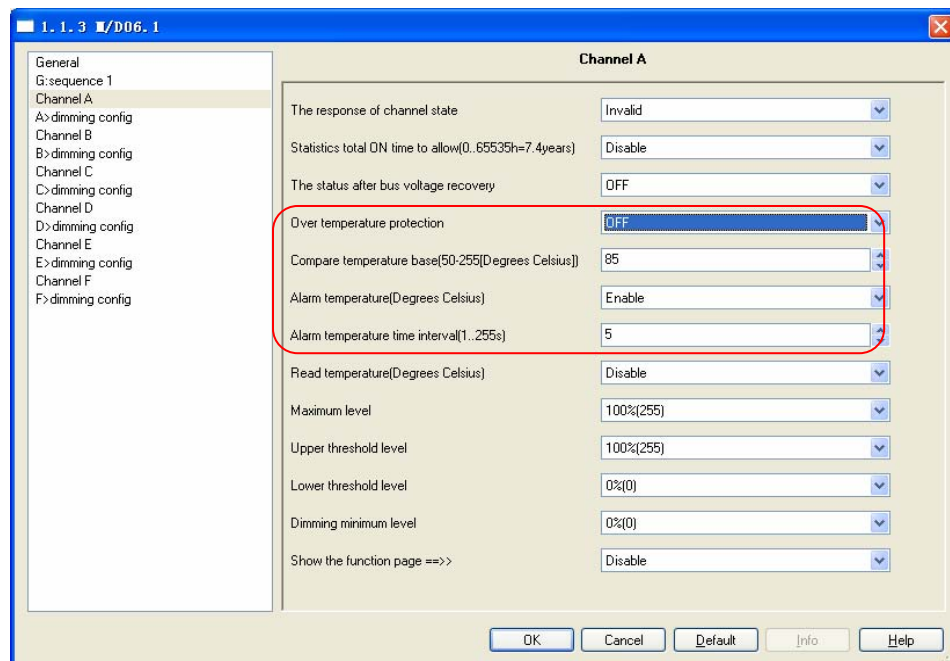 1.1.3 M/D06.1
General
G:sequence 1
Channel A
A>dimming config
Channel B
B>dimming config
Channel C
C>dimming config
Channel D
D>dimming config
Channel E
E>dimming config
Channel F
F>dimming config
Channel A
The response of channel state Invalid
Statistics total ON time to allow(0..65535h=7.4years) Disable
The status after bus voltage recovery OFF
Over temperature protection OFF
Compare temperature base(50-255[Degrees Celsius]) 85
Alarm temperature(Degrees Celsius) Enable
Alarm temperature time interval(1..255s) 5
Read temperature(Degrees Celsius) Disable
Maximum level 100%(255)
Upper threshold level 100%(255)
Lower threshold level 0%(0)
Dimming minimum level 0%(0)
Show the function page ==>> Disable
OK Cancel Default Info Help